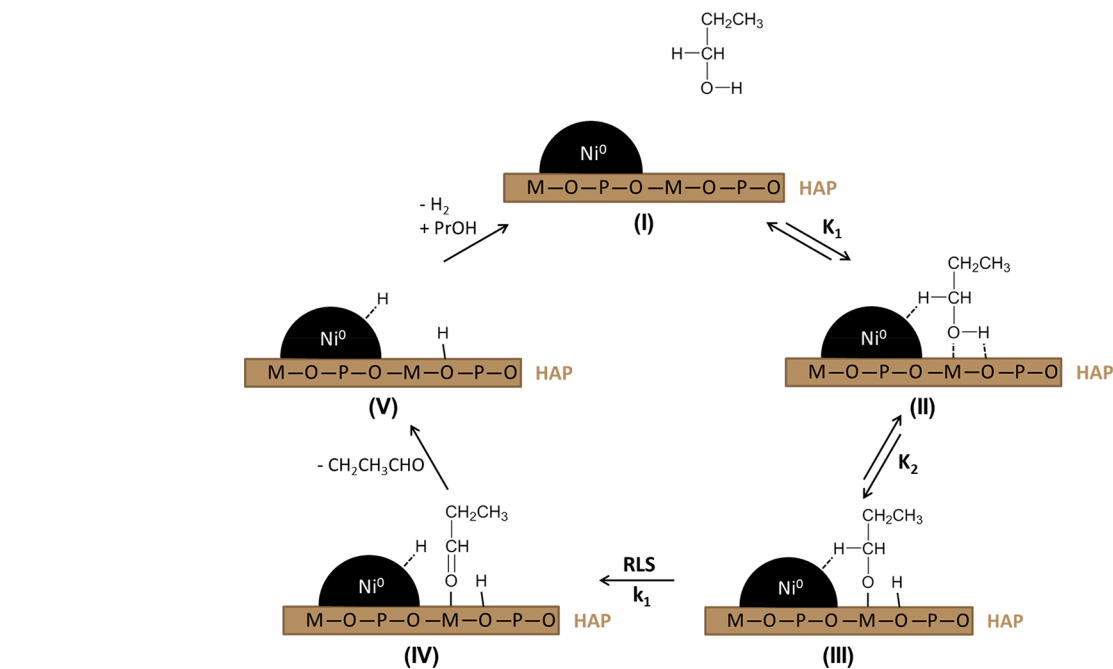 CH₂CH₃
H—CH
O—H
Ni⁰
M—O—P—O—M—O—P—O HAP
(I)
- H₂
+ PrOH
K₁
CH₂CH₃
H—CH
O—H
Ni⁰
M—O—P—O—M—O—P—O HAP
(II)
H
H
Ni⁰
M—O—P—O—M—O—P—O HAP
(V)
K₂
- CH₂CH₃CHO
CH₂CH₃
H—CH
O H
Ni⁰
M—O—P—O—M—O—P—O HAP
(III)
RLS
k₁
CH₂CH₃
H CH
O H
Ni⁰
M—O—P—O—M—O—P—O HAP
(IV)